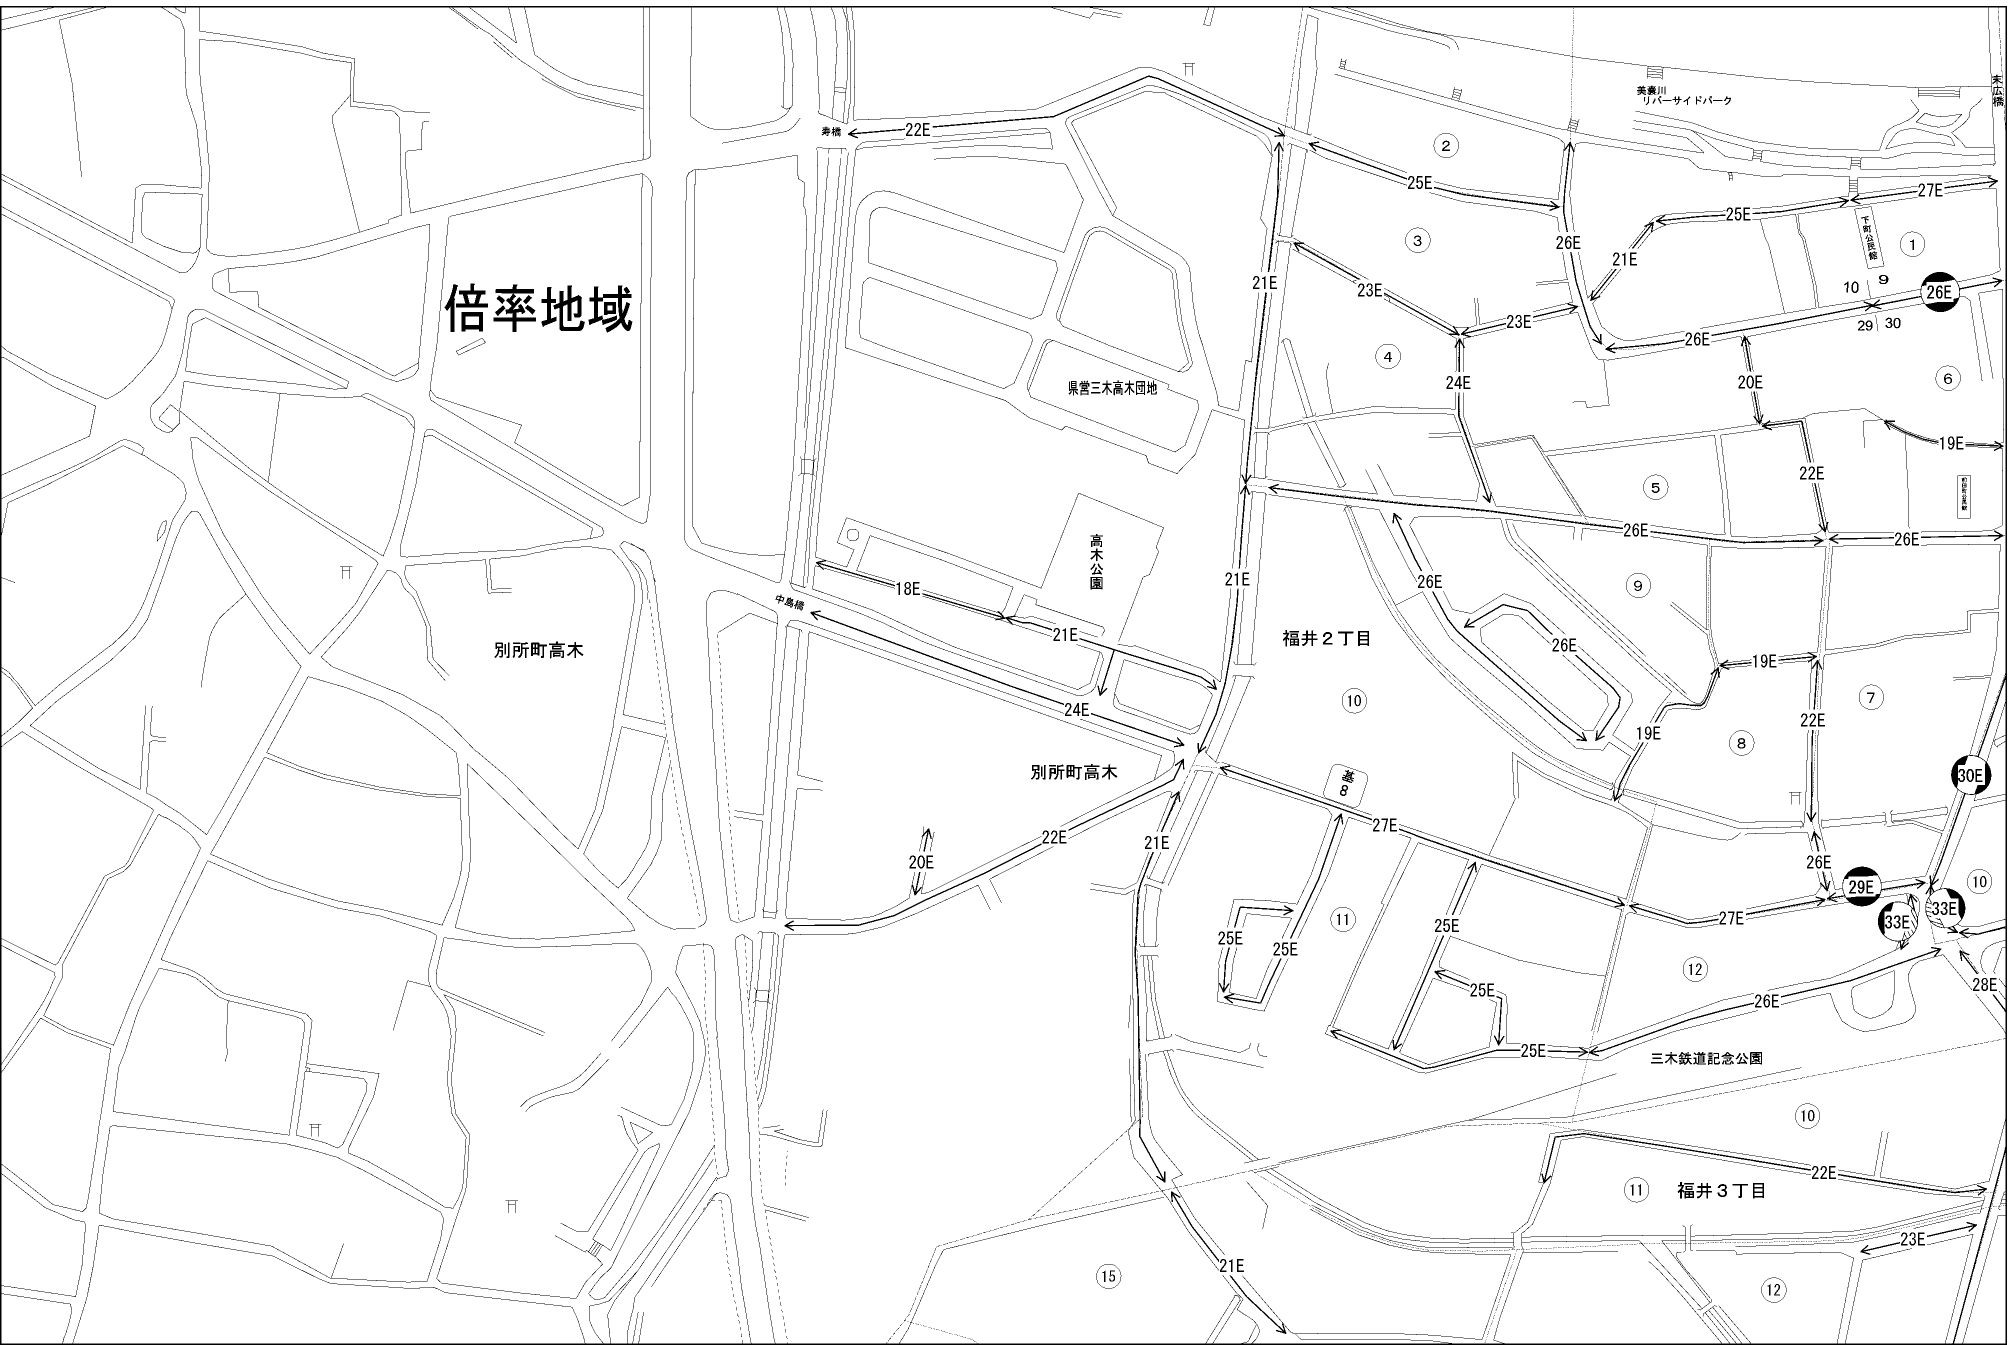 末広橋
美嚢川
リバーサイドパーク
寿橋
22E
②
25E
27E
25E
③
26E
下町公民館
①
21E
21E
23E
10
9
26E
倍率地域
23E
29
30
26E
④
24E
20E
⑥
県営三木高木団地
19E
22E
⑤
前田町公民館
26E
26E
高木公園
21E
26E
⑨
18E
中島橋
21E
福井2丁目
26E
別所町高木
19E
⑩
⑦
24E
22E
19E
⑧
別所町高木
基8
30E
27E
22E
21E
20E
26E
29E
⑩
33E
33E
27E
⑪
25E
25E
25E
⑫
28E
25E
26E
25E
三木鉄道記念公園
⑩
22E
⑪
福井3丁目
23E
21E
⑮
⑫